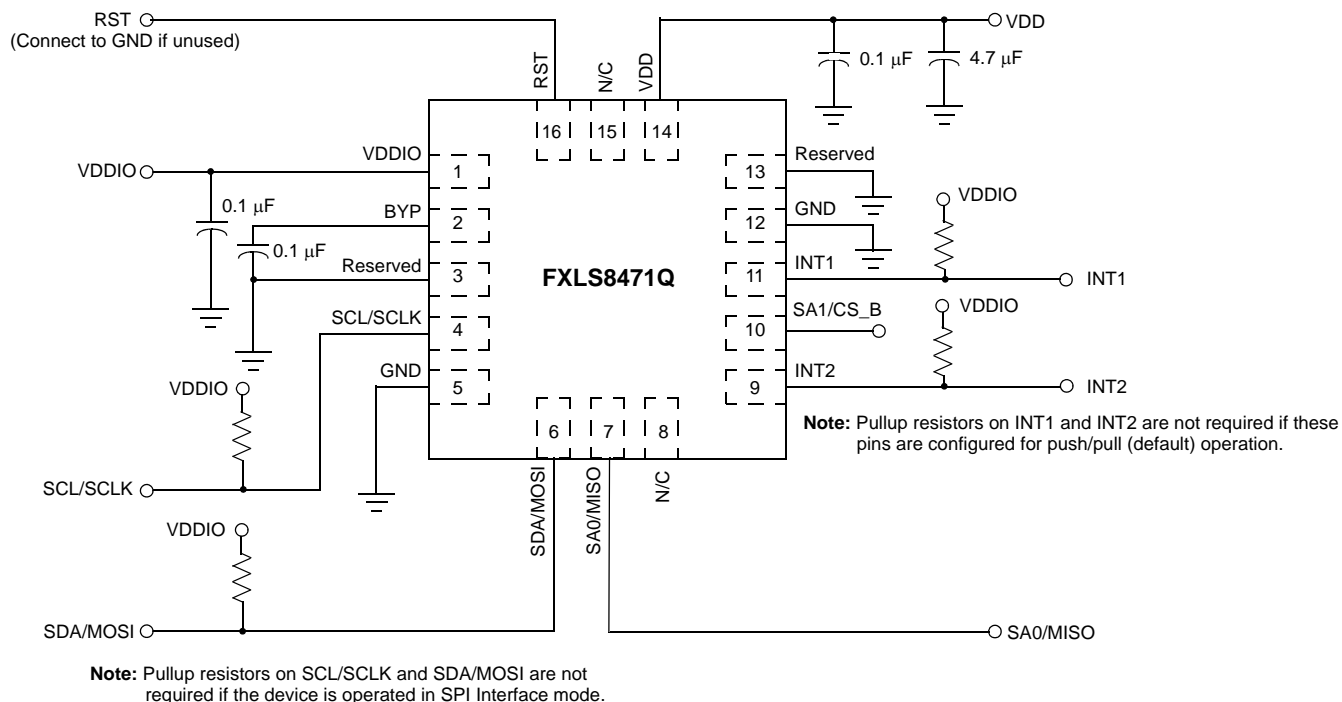 RST
(Connect to GND if unused)
VDD
0.1 μF
4.7 μF
RST
N/C
VDD
16
15
14
VDDIO
VDDIO
1
0.1 μF
BYP
2
0.1 μF
Reserved
3
SCL/SCLK
4
GND
5
FXLS8471Q
Reserved
13
GND
12
VDDIO
INT1
11
INT1
SA1/CS_B
10
VDDIO
INT2
9
INT2
Note: Pullup resistors on INT1 and INT2 are not required if these
pins are configured for push/pull (default) operation.
6
7
8
SDA/MOSI
SA0/MISO
N/C
VDDIO
SCL/SCLK
VDDIO
SDA/MOSI
SA0/MISO
Note: Pullup resistors on SCL/SCLK and SDA/MOSI are not
required if the device is operated in SPI Interface mode.